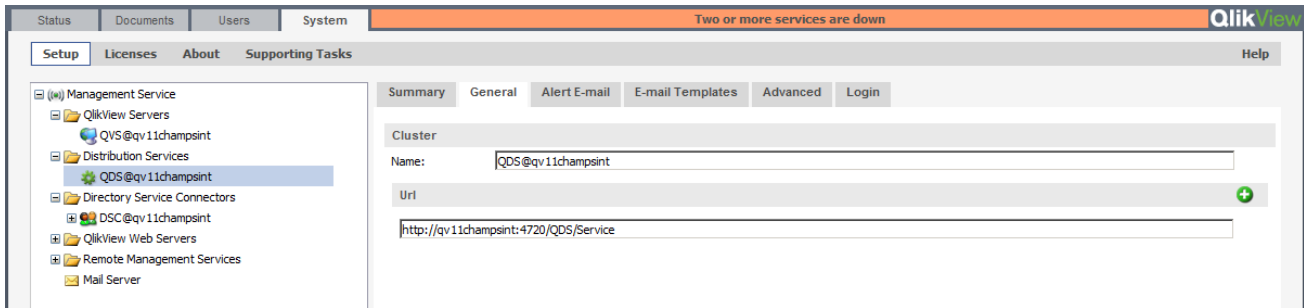 Status Documents Users System Two or more services are down QlikView
Setup Licenses About Supporting Tasks Help
Management Service
QlikView Servers
QVS@qv11champsint
Distribution Services
QDS@qv11champsint
Directory Service Connectors
DSC@qv11champsint
QlikView Web Servers
Remote Management Services
Mail Server
Summary General Alert E-mail E-mail Templates Advanced Login
Cluster
Name: QDS@qv11champsint
Url
http://qv11champsint:4720/QDS/Service